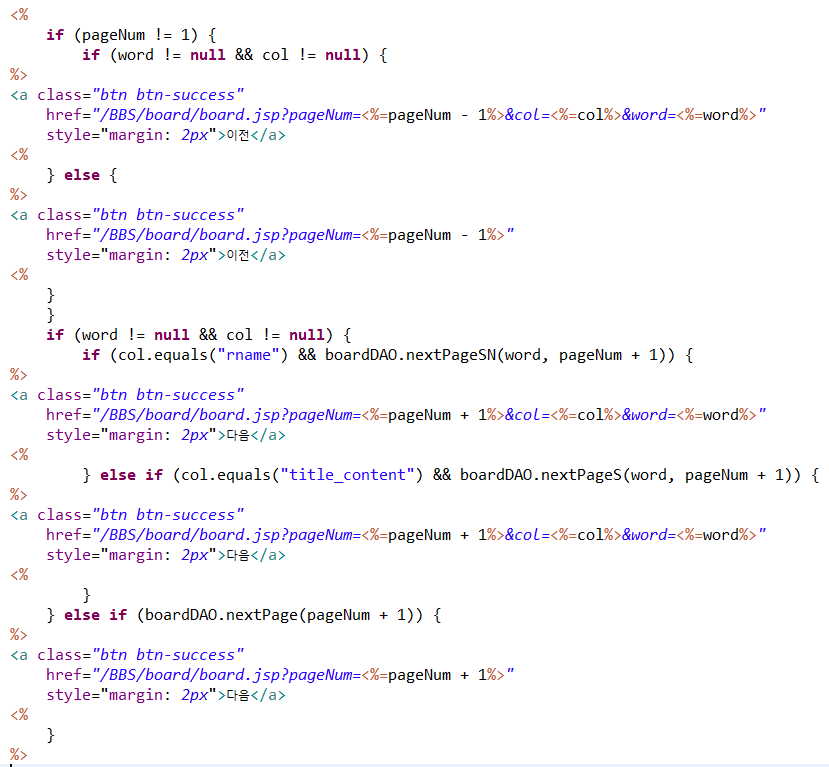 <%
    if (pageNum != 1) {
        if (word != null && col != null) {
%>
<a class="btn btn-success"
    href="/BBS/board/board.jsp?pageNum=<%=pageNum - 1%>&col=<%=col%>&word=<%=word%>"
    style="margin: 2px">이전</a>
<%
    } else {
%>
<a class="btn btn-success"
    href="/BBS/board/board.jsp?pageNum=<%=pageNum - 1%>"
    style="margin: 2px">이전</a>
<%
    }
    }
    if (word != null && col != null) {
        if (col.equals("rname") && boardDAO.nextPageSN(word, pageNum + 1)) {
%>
<a class="btn btn-success"
    href="/BBS/board/board.jsp?pageNum=<%=pageNum + 1%>&col=<%=col%>&word=<%=word%>"
    style="margin: 2px">다음</a>
<%
        } else if (col.equals("title_content") && boardDAO.nextPageS(word, pageNum + 1)) {
%>
<a class="btn btn-success"
    href="/BBS/board/board.jsp?pageNum=<%=pageNum + 1%>&col=<%=col%>&word=<%=word%>"
    style="margin: 2px">다음</a>
<%
        }
    } else if (boardDAO.nextPage(pageNum + 1)) {
%>
<a class="btn btn-success"
    href="/BBS/board/board.jsp?pageNum=<%=pageNum + 1%>"
    style="margin: 2px">다음</a>
<%
    }
%>